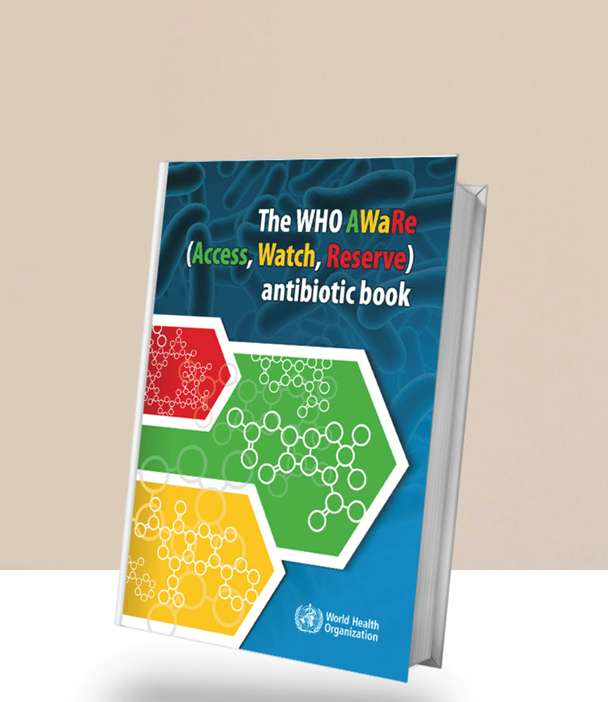 The WHO AWaRe
(Access, Watch, Reserve)
antibiotic book
World Health
Organization